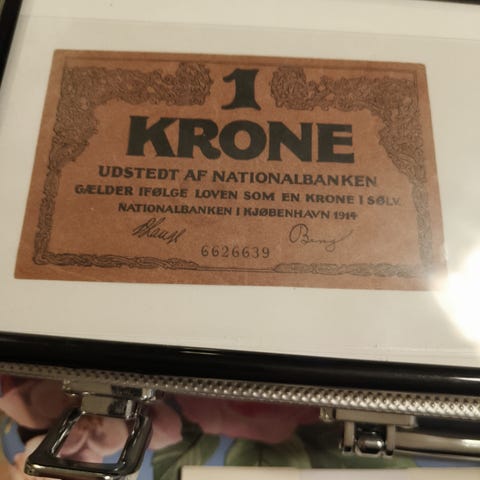 1
KRONE
UDSTEDT AF NATIONALBANKEN
GÆLDER IFØLGE LOVEN SOM EN KRONE I SØLV.
NATIONALBANKEN I KJØBENHAVN 1914
6626639